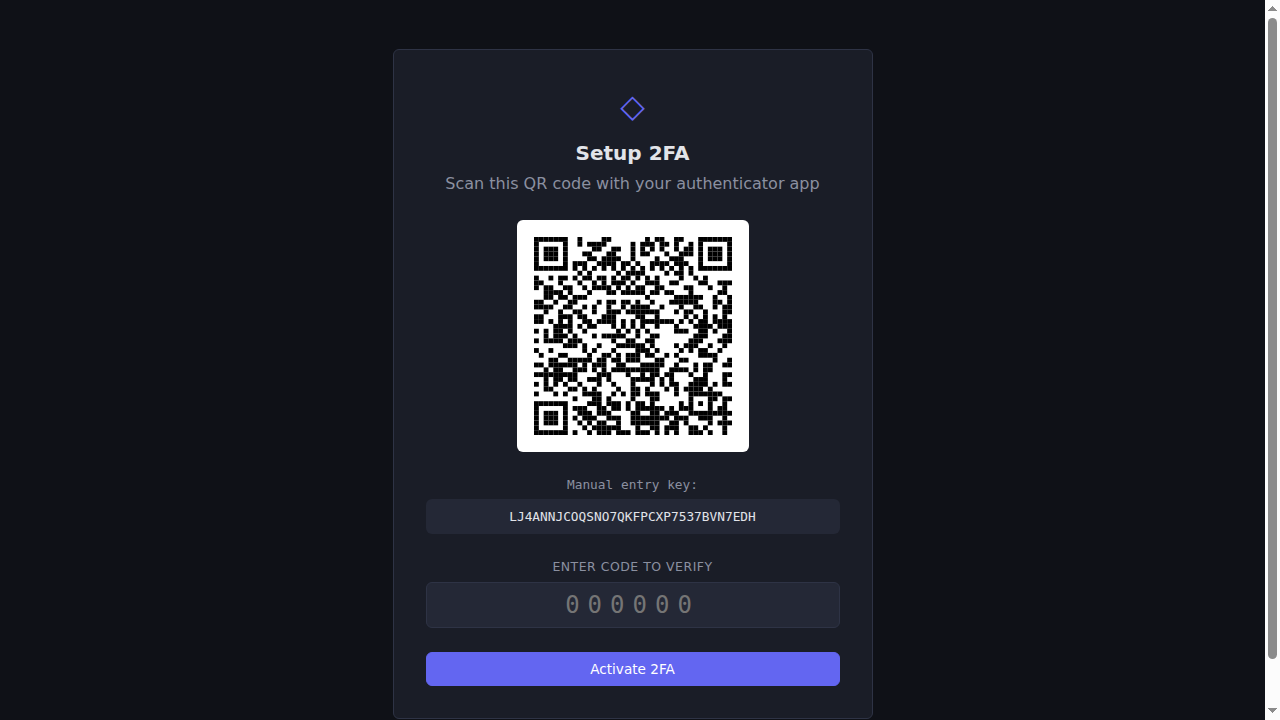 Setup 2FA
Scan this QR code with your authenticator app
Manual entry key:
LJ4ANNJCOQSNO7QKFPCXP7537BVN7EDH
ENTER CODE TO VERIFY
000000
Activate 2FA